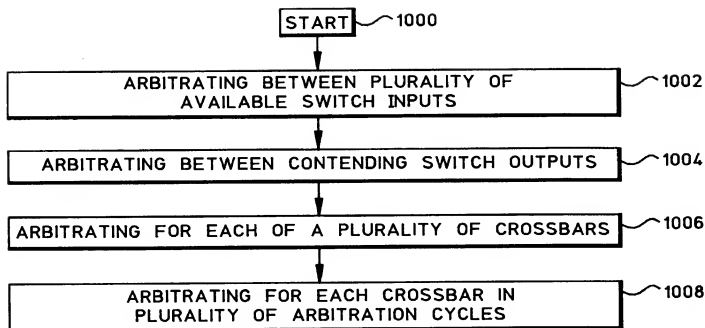 START 1000
ARBITRATING BETWEEN PLURALITY OF
AVAILABLE SWITCH INPUTS
1002
ARBITRATING BETWEEN CONTENDING SWITCH OUTPUTS 1004
ARBITRATING FOR EACH OF A PLURALITY OF CROSSBARS 1006
ARBITRATING FOR EACH CROSSBAR IN
PLURALITY OF ARBITRATION CYCLES
1008